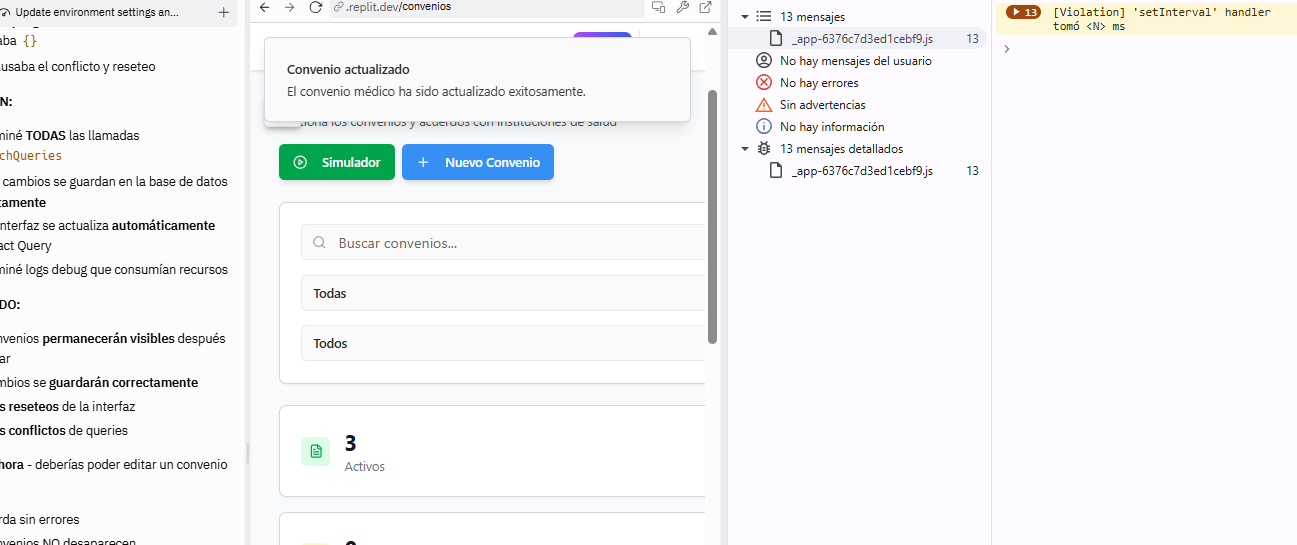 Update environment settings an...
aba {}
usaba el conflicto y reseteo
N:
miné TODAS las llamadas
chQueries
cambios se guardan en la base de datos
tamente
nterfaz se actualiza automáticamente
act Query
miné logs debug que consumían recursos
DO:
nvenios permanecerán visibles después
ar
mbios se guardarán correctamente
s reseteos de la interfaz
s conflictos de queries
hora - deberías poder editar un convenio
rda sin errores
nvenios NO desaparecen
.replit.dev/convenios
Convenio actualizado
El convenio médico ha sido actualizado exitosamente.
iona los convenios y acuerdos con instituciones de salud
Simulador
Nuevo Convenio
Buscar convenios...
Todas
Todos
3
Activos
13 mensajes
_app-6376c7d3ed1cebf9.js 13
No hay mensajes del usuario
No hay errores
Sin advertencias
No hay información
13 mensajes detallados
_app-6376c7d3ed1cebf9.js 13
13 [Violation] 'setInterval' handler
tomó <N> ms